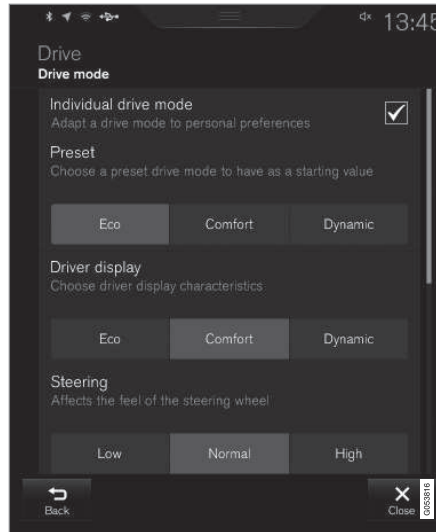 13:45
Drive
Drive mode
Individual drive mode
Adapt a drive mode to personal preferences
Preset
Choose a preset drive mode to have as a starting value
Eco Comfort Dynamic
Driver display
Choose driver display characteristics
Eco Comfort Dynamic
Steering
Affects the feel of the steering wheel
Low Normal High
Back Close
G053816